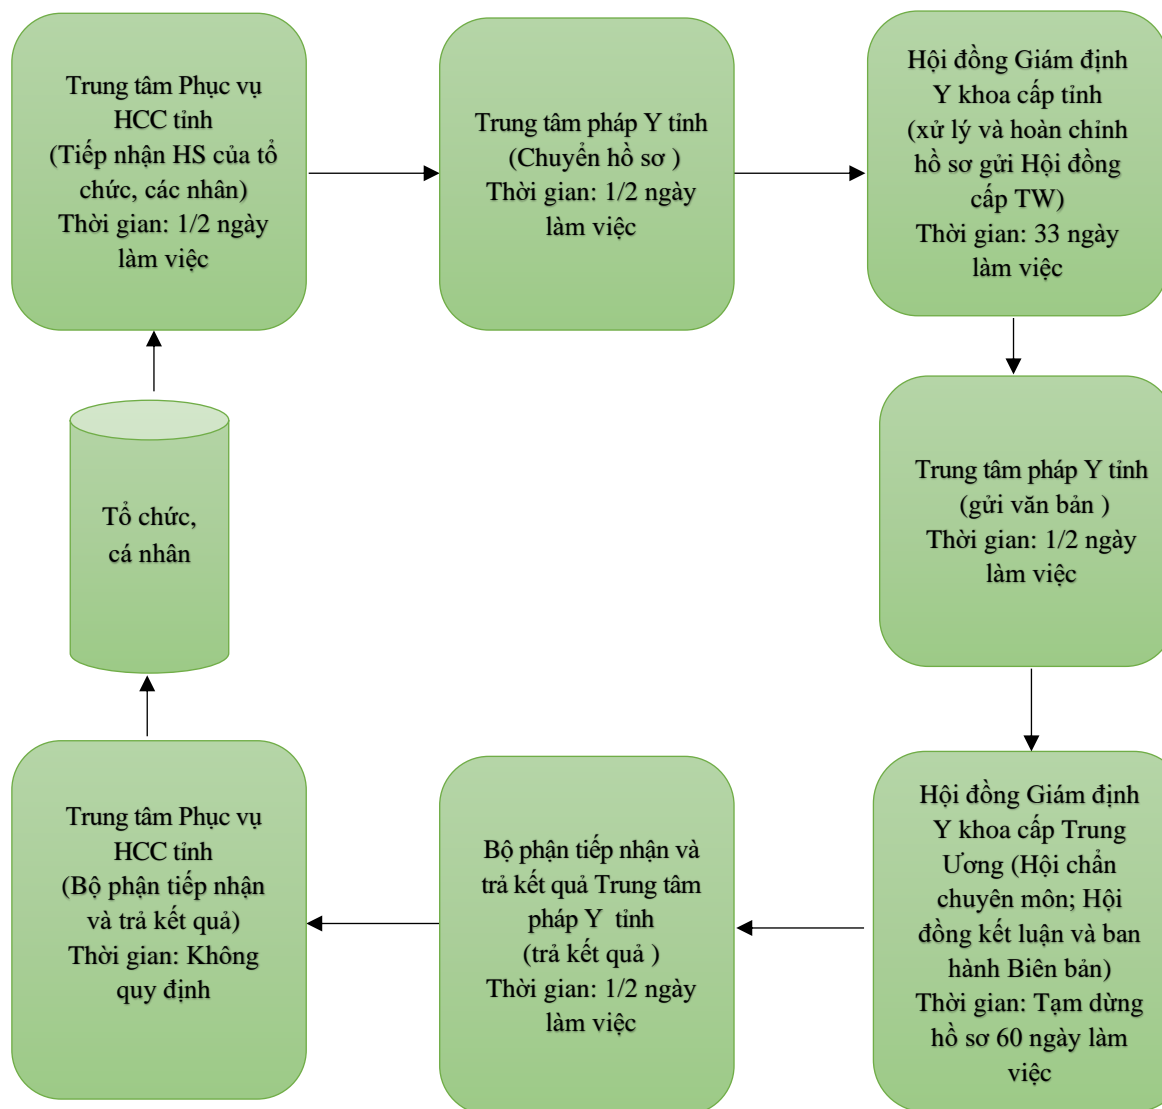 Trung tâm Phục vụ
HCC tỉnh
(Tiếp nhận HS của tổ
chức, các nhân)
Thời gian: 1/2 ngày
làm việc
Trung tâm pháp Y tỉnh
(Chuyển hồ sơ )
Thời gian: 1/2 ngày
làm việc
Hội đồng Giám định
Y khoa cấp tỉnh
(xử lý và hoàn chỉnh
hồ sơ gửi Hội đồng
cấp TW)
Thời gian: 33 ngày
làm việc
Trung tâm pháp Y tỉnh
(gửi văn bản )
Thời gian: 1/2 ngày
làm việc
Hội đồng Giám định
Y khoa cấp Trung
Ương (Hội chẩn
chuyên môn; Hội
đồng kết luận và ban
hành Biên bản)
Thời gian: Tạm dừng
hồ sơ 60 ngày làm
việc
Bộ phận tiếp nhận và
trả kết quả Trung tâm
pháp Y tỉnh
(trả kết quả )
Thời gian: 1/2 ngày
làm việc
Trung tâm Phục vụ
HCC tỉnh
(Bộ phận tiếp nhận
và trả kết quả)
Thời gian: Không
quy định
Tổ chức,
cá nhân